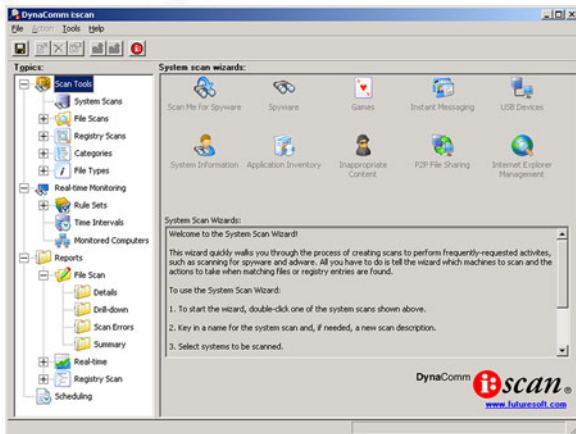 DynaComm i:scan
File Action Tools Help
Topics:
Scan Tools
System Scans
File Scans
Registry Scans
Categories
File Types
Real-time Monitoring
Rule Sets
Time Intervals
Monitored Computers
Reports
File Scan
Details
Drill-down
Scan Errors
Summary
Real-time
Registry Scan
Scheduling
System scan wizards:
Scan Me for Spyware
Spyware
Games
Instant Messaging
USB Devices
System Information
Application Inventory
Inappropriate
Content
P2P File Sharing
Internet Explorer
Management
System Scan Wizards:
Welcome to the System Scan Wizard!
This wizard quickly walks you through the process of creating scans to perform frequently-requested activites,
such as scanning for spyware and adware. All you have to do is tell the wizard which machines to scan and the
actions to take when matching files or registry entries are found.
To use the System Scan Wizard:
1. To start the wizard, double-click one of the system scans shown above.
2. Key in a name for the system scan and, if needed, a new scan description.
3. Select systems to be scanned.
DynaComm i:scan®
www.futuresoft.com